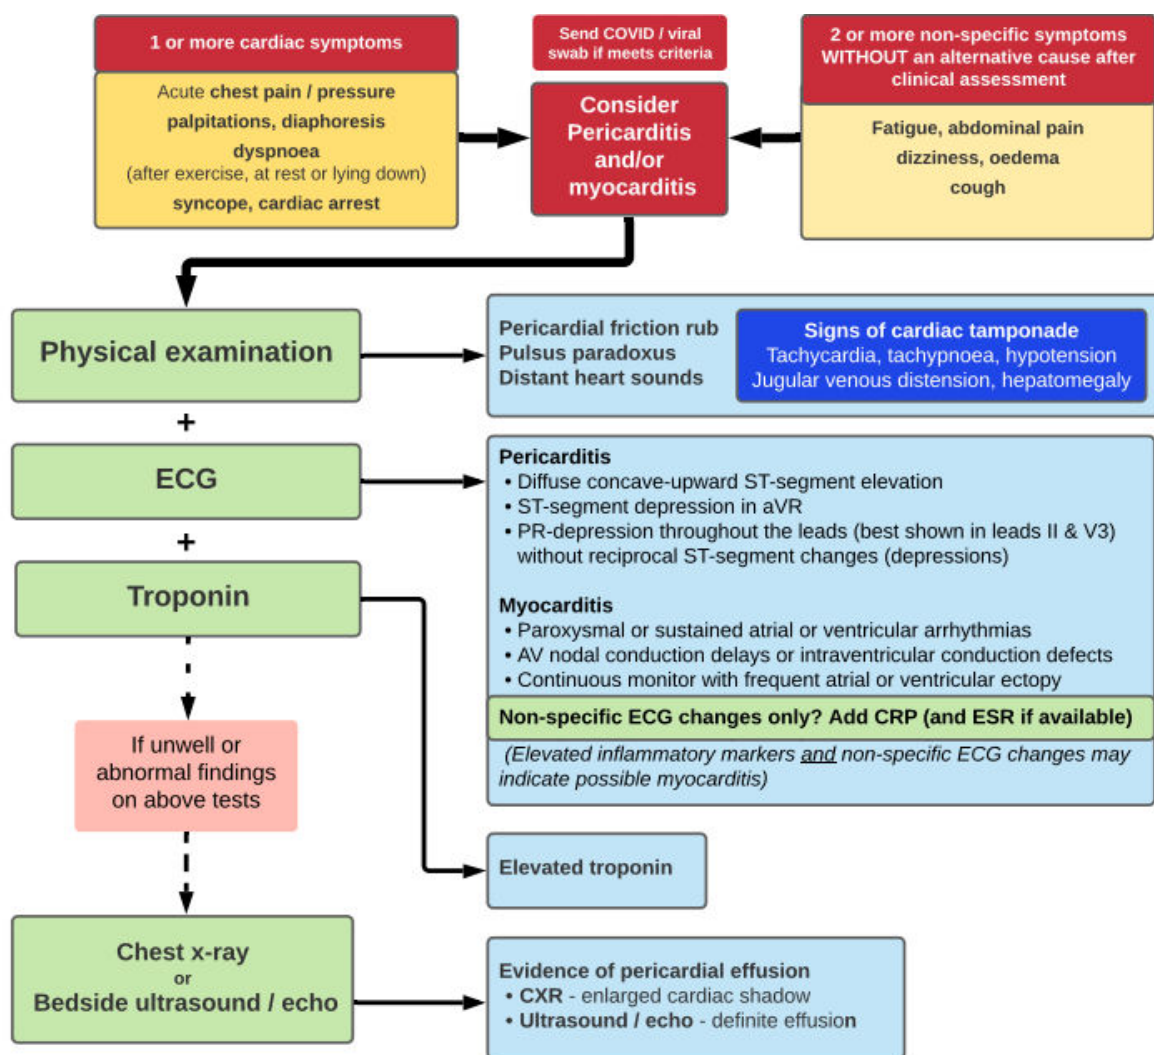 1 or more cardiac symptoms
Acute chest pain / pressure
palpitations, diaphoresis
dyspnoea
(after exercise, at rest or lying down)
syncope, cardiac arrest
Send COVID / viral
swab if meets criteria
Consider
Pericarditis
and/or
myocarditis
2 or more non-specific symptoms
WITHOUT an alternative cause after
clinical assessment
Fatigue, abdominal pain
dizziness, oedema
cough
Physical examination
Pericardial friction rub
Pulsus paradoxus
Distant heart sounds
Signs of cardiac tamponade
Tachycardia, tachypnoea, hypotension
Jugular venous distension, hepatomegaly
+
ECG
Pericarditis
• Diffuse concave-upward ST-segment elevation
• ST-segment depression in aVR
• PR-depression throughout the leads (best shown in leads II & V3)
without reciprocal ST-segment changes (depressions)
Myocarditis
• Paroxysmal or sustained atrial or ventricular arrhythmias
• AV nodal conduction delays or intraventricular conduction defects
• Continuous monitor with frequent atrial or ventricular ectopy
Non-specific ECG changes only? Add CRP (and ESR if available)
(Elevated inflammatory markers and non-specific ECG changes may
indicate possible myocarditis)
+
Troponin
Elevated troponin
If unwell or
abnormal findings
on above tests
Chest x-ray
or
Bedside ultrasound / echo
Evidence of pericardial effusion
• CXR - enlarged cardiac shadow
• Ultrasound / echo - definite effusion